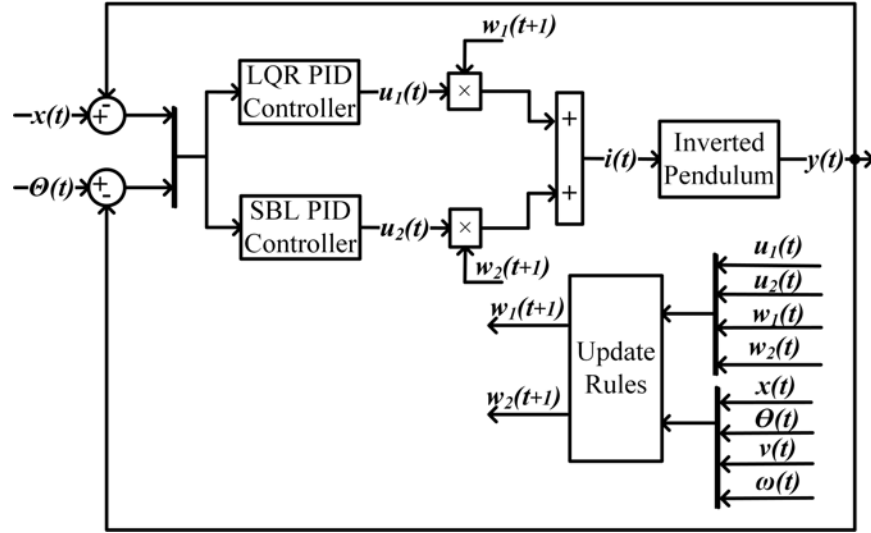 w₁(t+1)
LQR PID
Controller
u₁(t)
×
-
+
x(t)
+
+
i(t)
Inverted
Pendulum
y(t)
Θ(t)
+
-
SBL PID
Controller
u₂(t)
×
w₂(t+1)
w₁(t+1)
w₂(t+1)
Update
Rules
u₁(t)
u₂(t)
w₁(t)
w₂(t)
x(t)
Θ(t)
v(t)
ω(t)